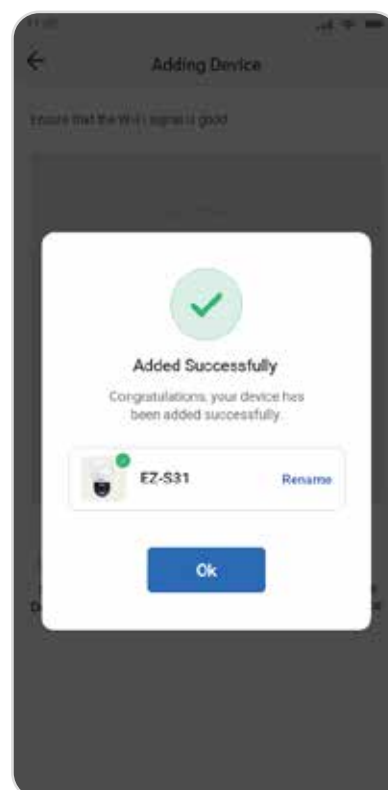 Adding Device
Ensure that the Wi-Fi signal is good
Added Successfully
Congratulations, your device has
been added successfully.
EZ-S31
Rename
Ok